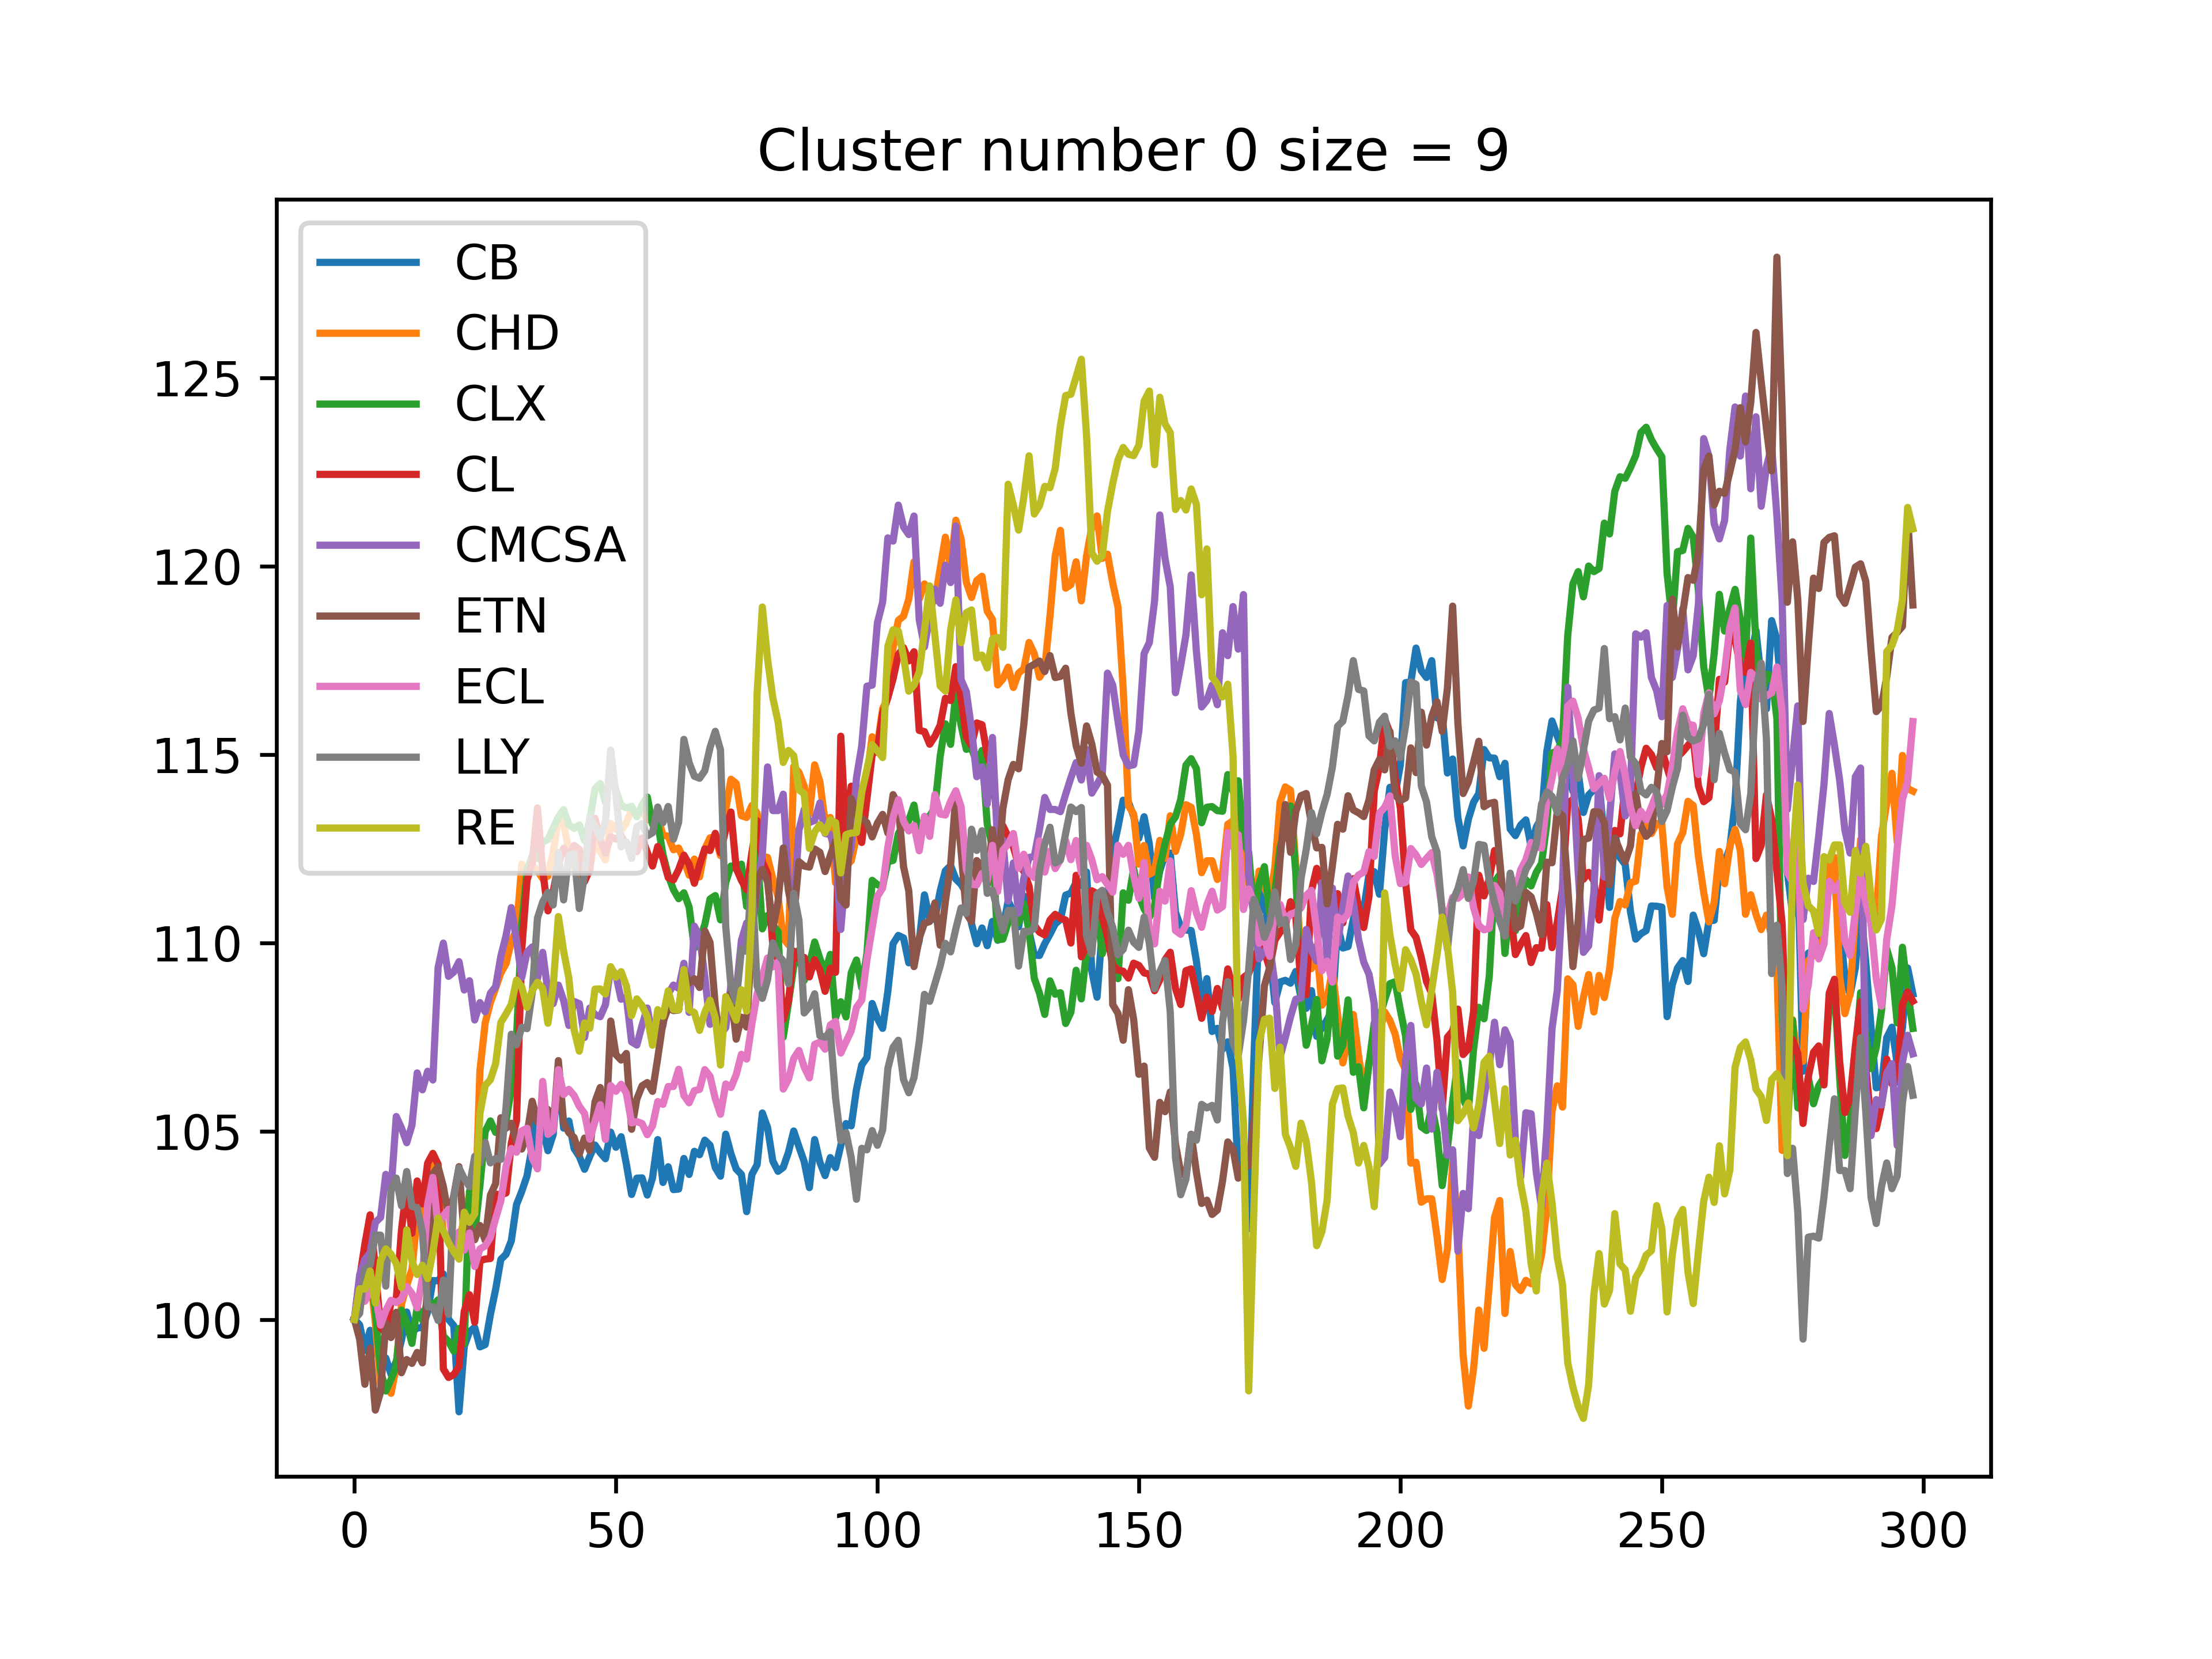 Cluster number 0 size = 9
CB
CHD
CLX
CL
CMCSA
ETN
ECL
LLY
RE
125
120
115
110
105
100
0 50 100 150 200 250 300